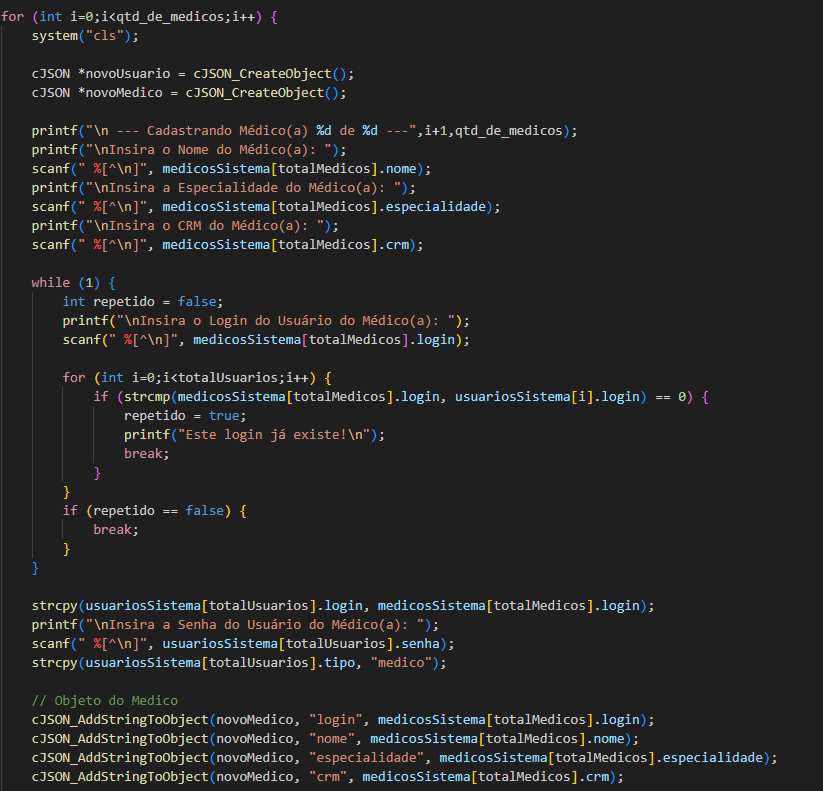 for (int i=0;i<qtd_de_medicos;i++) {
system("cls");
cJSON *novoUsuario = cJSON_CreateObject();
cJSON *novoMedico = cJSON_CreateObject();
printf("\n --- Cadastrando Médico(a) %d de %d ---",i+1,qtd_de_medicos);
printf("\nInsira o Nome do Médico(a): ");
scanf(" %[^\n]", medicosSistema[totalMedicos].nome);
printf("\nInsira a Especialidade do Médico(a): ");
scanf(" %[^\n]", medicosSistema[totalMedicos].especialidade);
printf("\nInsira o CRM do Médico(a): ");
scanf(" %[^\n]", medicosSistema[totalMedicos].crm);
while (1) {
int repetido = false;
printf("\nInsira o Login do Usuário do Médico(a): ");
scanf(" %[^\n]", medicosSistema[totalMedicos].login);
for (int i=0;i<totalUsuarios;i++) {
if (strcmp(medicosSistema[totalMedicos].login, usuariosSistema[i].login) == 0) {
repetido = true;
printf("Este login já existe!\n");
break;
}
}
if (repetido == false) {
break;
}
}
strcpy(usuariosSistema[totalUsuarios].login, medicosSistema[totalMedicos].login);
printf("\nInsira a Senha do Usuário do Médico(a): ");
scanf(" %[^\n]", usuariosSistema[totalUsuarios].senha);
strcpy(usuariosSistema[totalUsuarios].tipo, "medico");
// Objeto do Medico
cJSON_AddStringToObject(novoMedico, "login", medicosSistema[totalMedicos].login);
cJSON_AddStringToObject(novoMedico, "nome", medicosSistema[totalMedicos].nome);
cJSON_AddStringToObject(novoMedico, "especialidade", medicosSistema[totalMedicos].especialidade);
cJSON_AddStringToObject(novoMedico, "crm", medicosSistema[totalMedicos].crm);